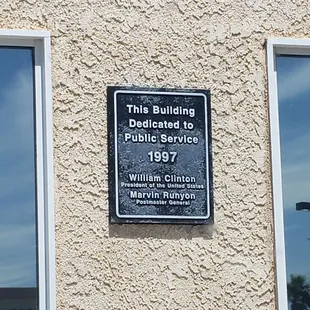 This Building
Dedicated to
Public Service
1997
William Clinton
President of the United States
Marvin Runyon
Postmaster General